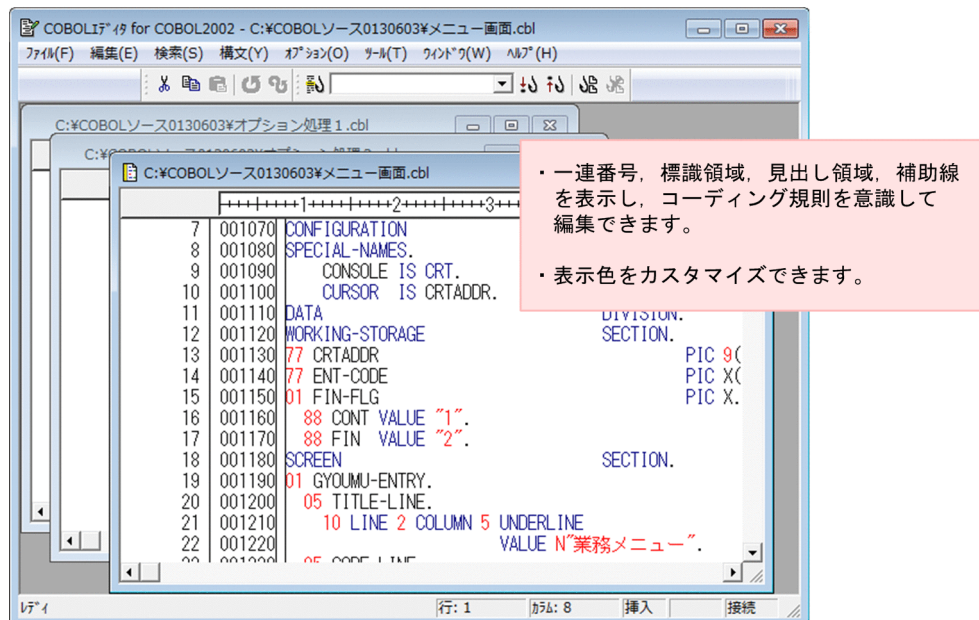 COBOLｴﾃﾞｨﾀ for COBOL2002 - C:¥COBOLソース0130603¥メニュー画面.cbl
ﾌｧｲﾙ(F) 編集(E) 検索(S) 構文(Y) ｵﾌﾟｼｮﾝ(O) ﾂｰﾙ(T) ｳｨﾝﾄﾞｳ(W) ﾍﾙﾌﾟ(H)
C:¥COBOLソース0130603¥オプション処理1.cbl
C:¥COBOLソース0130603¥メニュー画面.cbl
・一連番号，標識領域，見出し領域，補助線
を表示し，コーディング規則を意識して
編集できます。
・表示色をカスタマイズできます。
├++++┼++++1++++┼++++2++++┼++++3+++
7 001070 CONFIGURATION
8 001080 SPECIAL-NAMES.
9 001090 CONSOLE IS CRT.
10 001100 CURSOR IS CRTADDR.
11 001110 DATA DIVISION.
12 001120 WORKING-STORAGE SECTION.
13 001130 77 CRTADDR PIC 9(
14 001140 77 ENT-CODE PIC X(
15 001150 01 FIN-FLG PIC X.
16 001160 88 CONT VALUE "1".
17 001170 88 FIN VALUE "2".
18 001180 SCREEN SECTION.
19 001190 01 GYOUMU-ENTRY.
20 001200 05 TITLE-LINE.
21 001210 10 LINE 2 COLUMN 5 UNDERLINE
22 001220 VALUE N"業務メニュー".
ﾚﾃﾞｨ 行: 1 ｶﾗﾑ: 8 挿入 接続